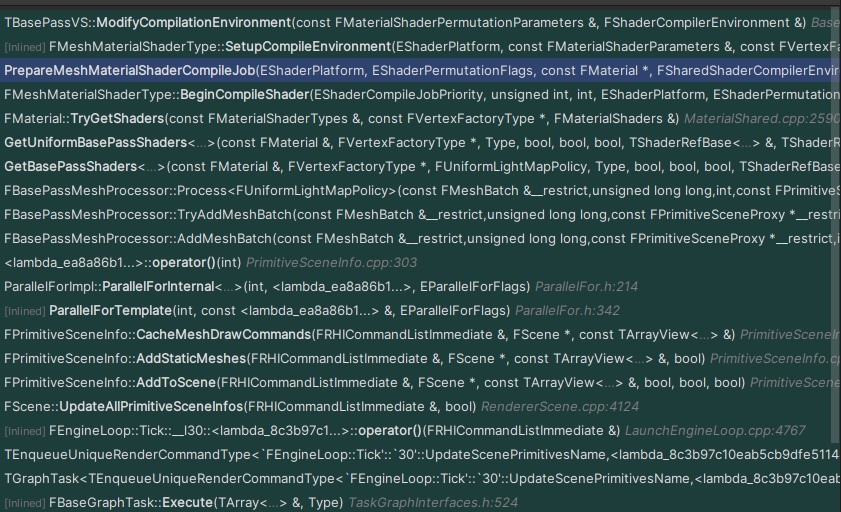 TBasePassVS::ModifyCompilationEnvironment(const FMaterialShaderPermutationParameters &, FShaderCompilerEnvironment &) Base
[Inlined] FMeshMaterialShaderType::SetupCompileEnvironment(EShaderPlatform, const FMaterialShaderParameters &, const FVertexFa
PrepareMeshMaterialShaderCompileJob(EShaderPlatform, EShaderPermutationFlags, const FMaterial *, FSharedShaderCompilerEnvir
FMeshMaterialShaderType::BeginCompileShader(EShaderCompileJobPriority, unsigned int, int, EShaderPlatform, EShaderPermutation
FMaterial::TryGetShaders(const FMaterialShaderTypes &, const FVertexFactoryType *, FMaterialShaders &) MaterialShared.cpp:2590
GetUniformBasePassShaders<...>(const FMaterial &, FVertexFactoryType *, Type, bool, bool, bool, TShaderRefBase<...> &, TShaderR
GetBasePassShaders<...>(const FMaterial &, FVertexFactoryType *, FUniformLightMapPolicy, Type, bool, bool, bool, TShaderRefBase
FBasePassMeshProcessor::Process<FUniformLightMapPolicy>(const FMeshBatch &__restrict,unsigned long long,int,const FPrimitiveS
FBasePassMeshProcessor::TryAddMeshBatch(const FMeshBatch &__restrict,unsigned long long,const FPrimitiveSceneProxy *__restri
FBasePassMeshProcessor::AddMeshBatch(const FMeshBatch &__restrict,unsigned long long,const FPrimitiveSceneProxy *__restrict,i
<lambda_ea8a86b1...>::operator()(int) PrimitiveSceneInfo.cpp:303
ParallelForImpl::ParallelForInternal<...>(int, <lambda_ea8a86b1...>, EParallelForFlags) ParallelFor.h:214
[Inlined] ParallelForTemplate(int, const <lambda_ea8a86b1...> &, EParallelForFlags) ParallelFor.h:342
FPrimitiveSceneInfo::CacheMeshDrawCommands(FRHICommandListImmediate &, FScene *, const TArrayView<...> &) PrimitiveSceneIn
FPrimitiveSceneInfo::AddStaticMeshes(FRHICommandListImmediate &, FScene *, const TArrayView<...> &, bool) PrimitiveSceneInfo.cp
FPrimitiveSceneInfo::AddToScene(FRHICommandListImmediate &, FScene *, const TArrayView<...> &, bool, bool, bool) PrimitiveScene
FScene::UpdateAllPrimitiveSceneInfos(FRHICommandListImmediate &, bool) RendererScene.cpp:4124
[Inlined] FEngineLoop::Tick::__l30::<lambda_8c3b97c1...>::operator()(FRHICommandListImmediate &) LaunchEngineLoop.cpp:4767
TEnqueueUniqueRenderCommandType<`FEngineLoop::Tick'::`30'::UpdateScenePrimitivesName,<lambda_8c3b97c10eab5cb9dfe5114
TGraphTask<TEnqueueUniqueRenderCommandType<`FEngineLoop::Tick'::`30'::UpdateScenePrimitivesName,<lambda_8c3b97c10eab
[Inlined] FBaseGraphTask::Execute(TArray<...> &, Type) TaskGraphInterfaces.h:524